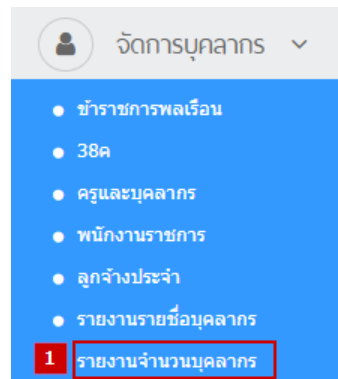 จัดการบุคลากร
ข้าราชการพลเรือน
38ค
ครูและบุคลากร
พนักงานราชการ
ลูกจ้างประจำ
รายงานรายชื่อบุคลากร
1 รายงานจำนวนบุคลากร